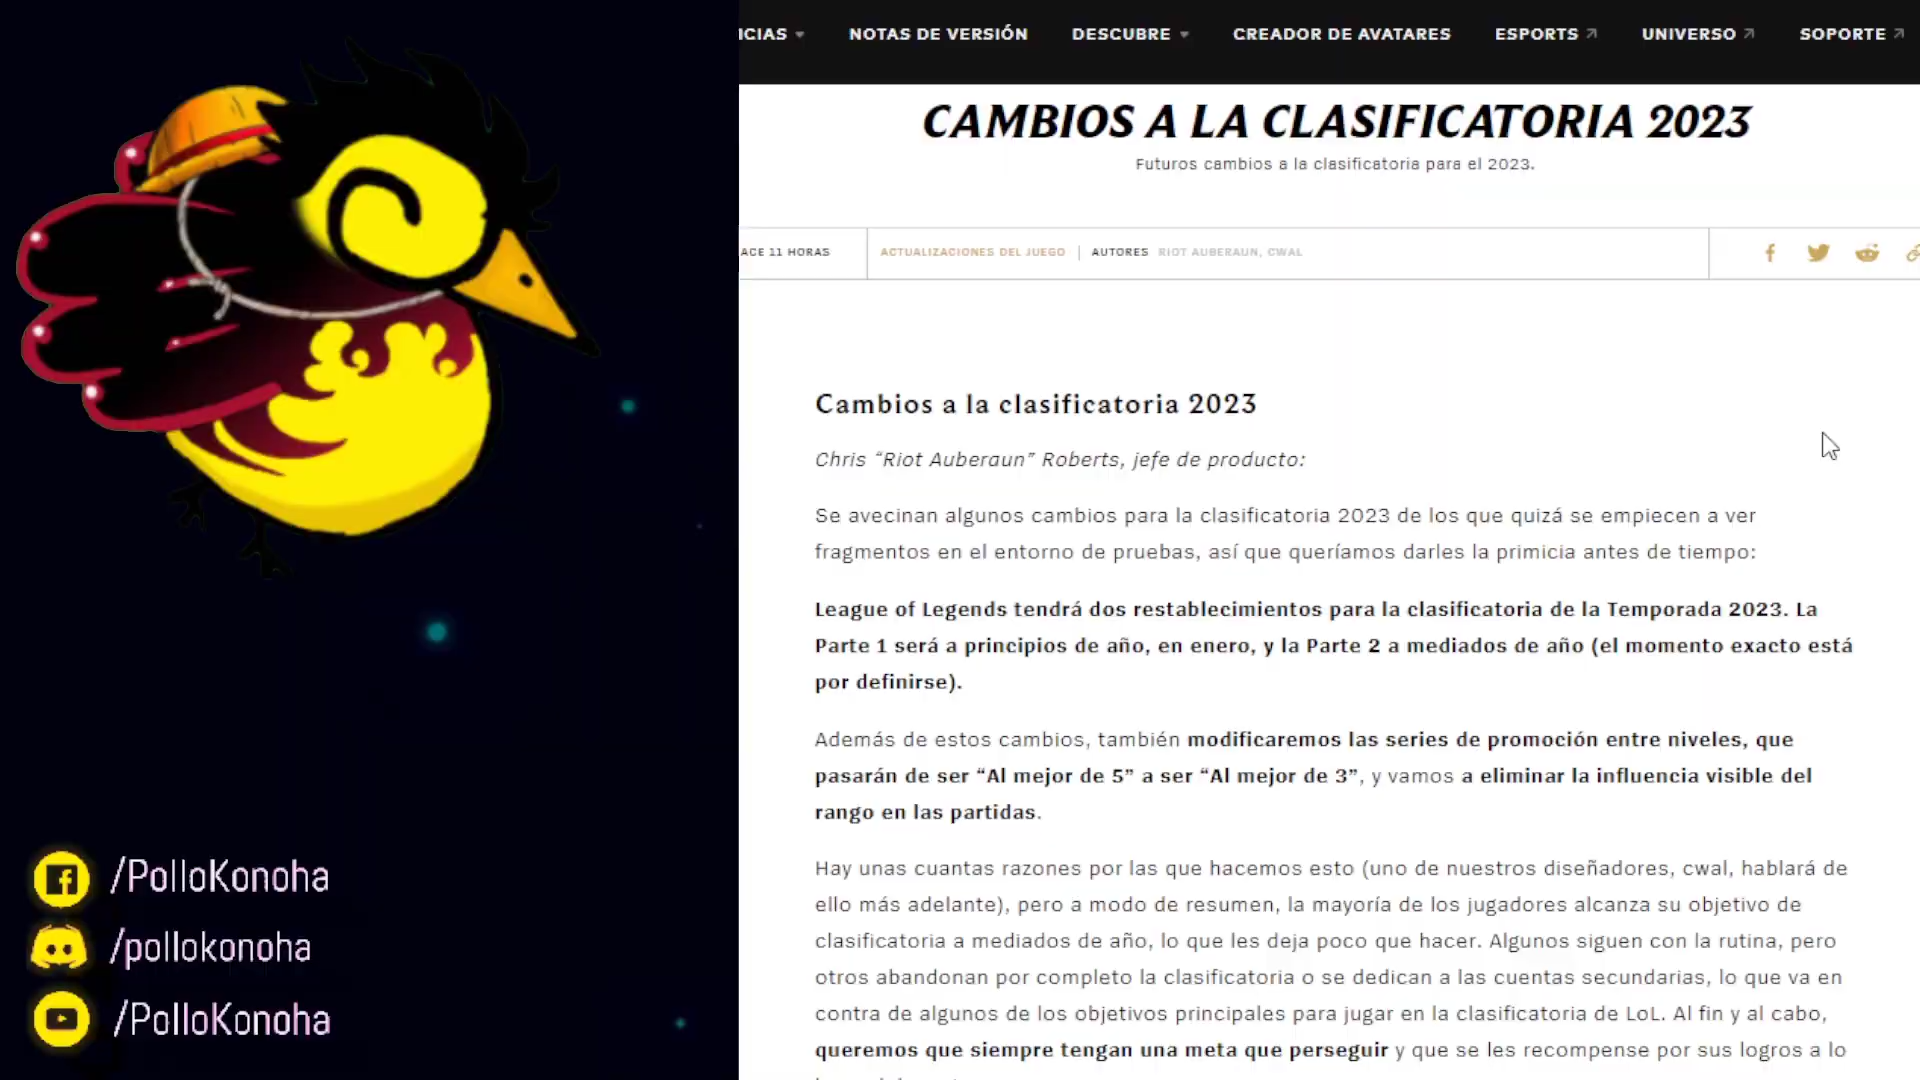 ICIAS
NOTAS DE VERSIÓN
DESCUBRE
CREADOR DE AVATARES
ESPORTS
UNIVERSO
SOPORTE
CAMBIOS A LA CLASIFICATORIA 2023
Futuros cambios a la clasificatoria para el 2023.
ACE 11 HORAS
ACTUALIZACIONES DEL JUEGO | AUTORES RIOT AUBERAUN, CWAL
Cambios a la clasificatoria 2023
Chris “Riot Auberaun” Roberts, jefe de producto:
Se avecinan algunos cambios para la clasificatoria 2023 de los que quizá se empiecen a ver
fragmentos en el entorno de pruebas, así que queríamos darles la primicia antes de tiempo:
League of Legends tendrá dos restablecimientos para la clasificatoria de la Temporada 2023. La
Parte 1 será a principios de año, en enero, y la Parte 2 a mediados de año (el momento exacto está
por definirse).
Además de estos cambios, también modificaremos las series de promoción entre niveles, que
pasarán de ser “Al mejor de 5” a ser “Al mejor de 3”, y vamos a eliminar la influencia visible del
rango en las partidas.
Hay unas cuantas razones por las que hacemos esto (uno de nuestros diseñadores, cwal, hablará de
ello más adelante), pero a modo de resumen, la mayoría de los jugadores alcanza su objetivo de
clasificatoria a mediados de año, lo que les deja poco que hacer. Algunos siguen con la rutina, pero
otros abandonan por completo la clasificatoria o se dedican a las cuentas secundarias, lo que va en
contra de algunos de los objetivos principales para jugar en la clasificatoria de LoL. Al fin y al cabo,
queremos que siempre tengan una meta que perseguir y que se les recompense por sus logros a lo
/PolloKonoha
/pollokonoha
/PolloKonoha